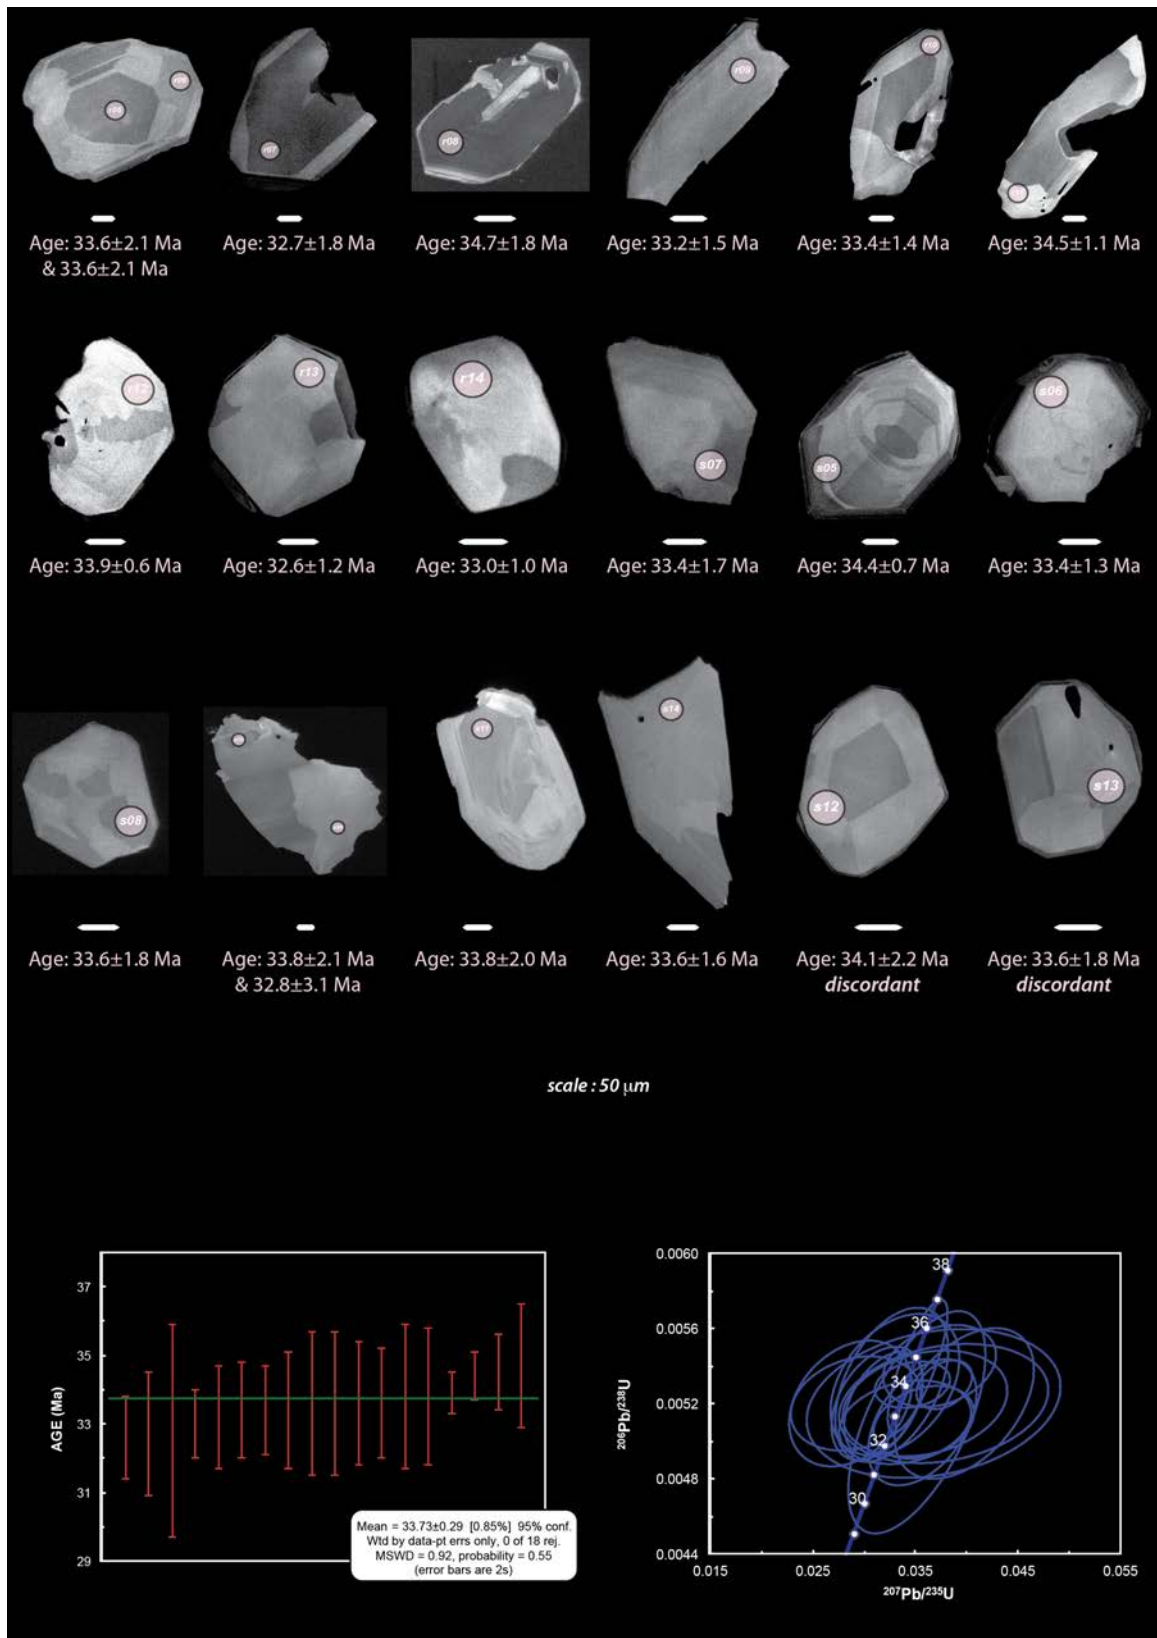 r07
r08
r09
r10
Age: 33.6±2.1 Ma
& 33.6±2.1 Ma
Age: 32.7±1.8 Ma
Age: 34.7±1.8 Ma
Age: 33.2±1.5 Ma
Age: 33.4±1.4 Ma
Age: 34.5±1.1 Ma
r12
r13
r14
s07
s05
s06
Age: 33.9±0.6 Ma
Age: 32.6±1.2 Ma
Age: 33.0±1.0 Ma
Age: 33.4±1.7 Ma
Age: 34.4±0.7 Ma
Age: 33.4±1.3 Ma
s08
s11
s14
s12
s13
Age: 33.6±1.8 Ma
Age: 33.8±2.1 Ma
& 32.8±3.1 Ma
Age: 33.8±2.0 Ma
Age: 33.6±1.6 Ma
Age: 34.1±2.2 Ma
discordant
Age: 33.6±1.8 Ma
discordant
scale : 50 µm
AGE (Ma)
37
35
33
31
29
Mean = 33.73±0.29 [0.85%] 95% conf.
Wtd by data-pt errs only, 0 of 18 rej.
MSWD = 0.92, probability = 0.55
(error bars are 2s)
206Pb/238U
0.0060
0.0056
0.0052
0.0048
0.0044
38
36
34
32
30
0.015
0.025
0.035
0.045
0.055
207Pb/235U